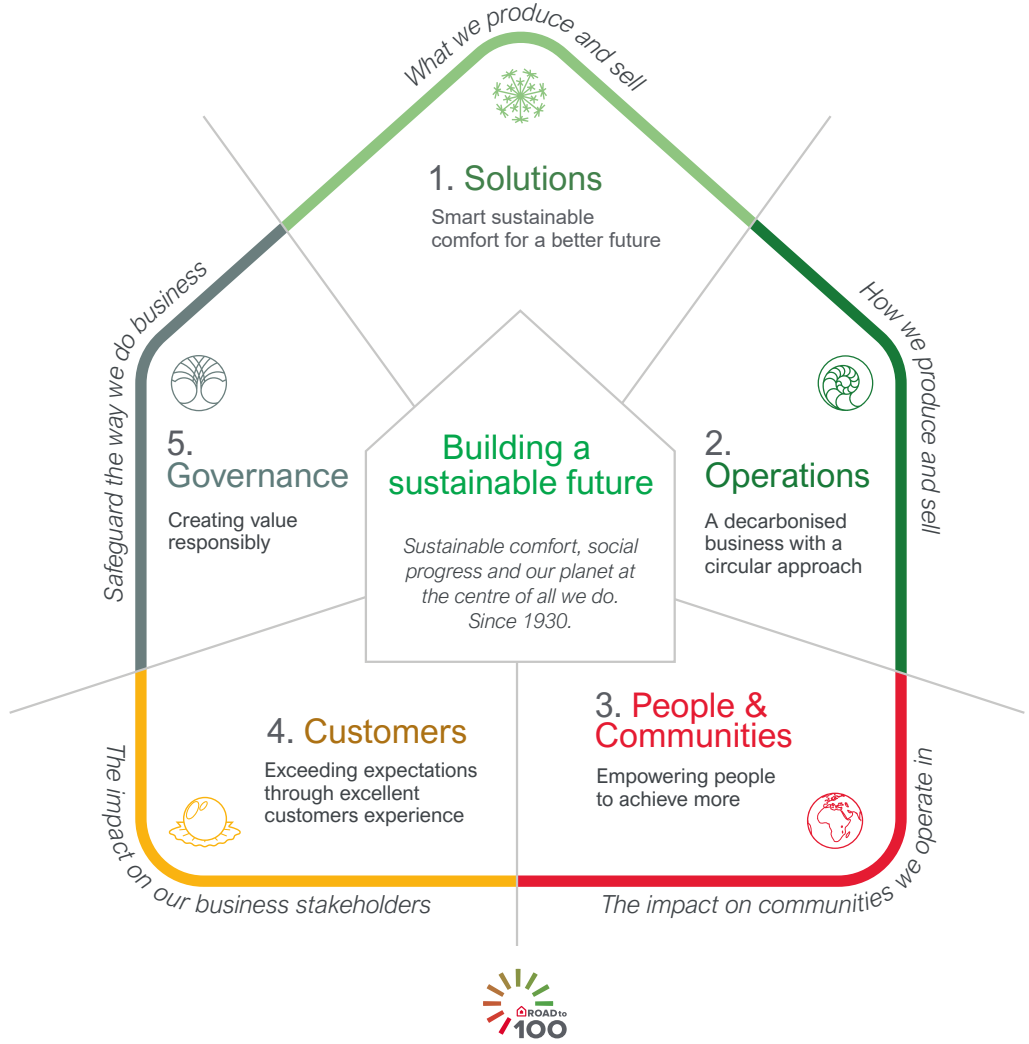 What we produce and sell
1. Solutions
Smart sustainable
comfort for a better future
How we produce and sell
2.
Operations
A decarbonised
business with a
circular approach
Building a
sustainable future
Sustainable comfort, social
progress and our planet at
the centre of all we do.
Since 1930.
Safeguard the way we do business
5.
Governance
Creating value
responsibly
3. People &
Communities
Empowering people
to achieve more
The impact on communities we operate in
4. Customers
Exceeding expectations
through excellent
customers experience
The impact on our business stakeholders
ROAD to
100